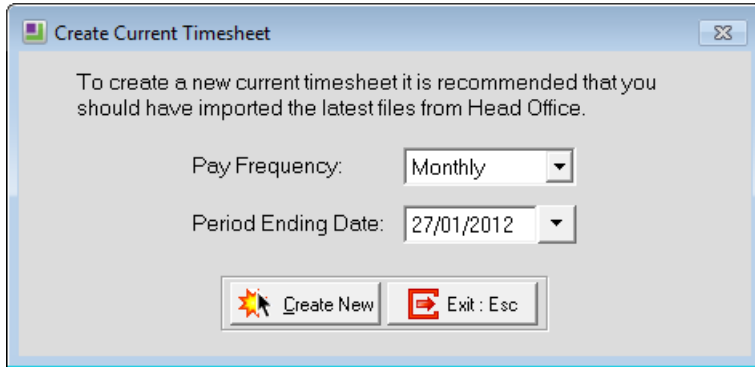 Create Current Timesheet
To create a new current timesheet it is recommended that you
should have imported the latest files from Head Office.
Pay Frequency: Monthly
Period Ending Date: 27/01/2012
Create New Exit : Esc